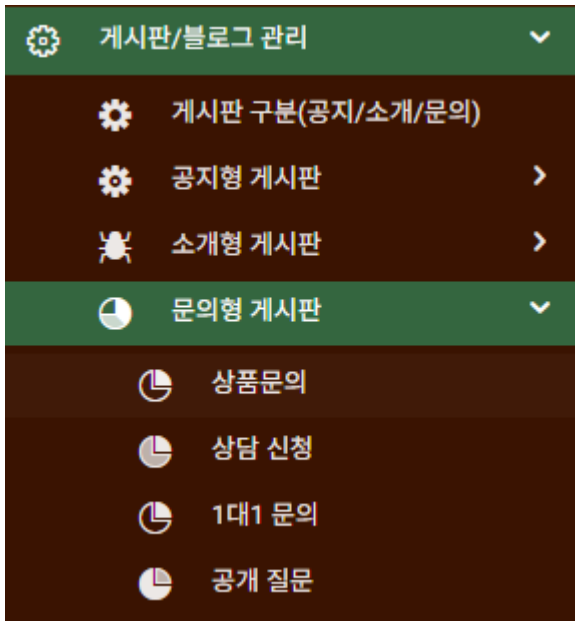 게시판/블로그 관리
게시판 구분(공지/소개/문의)
공지형 게시판
소개형 게시판
문의형 게시판
상품문의
상담 신청
1대1 문의
공개 질문